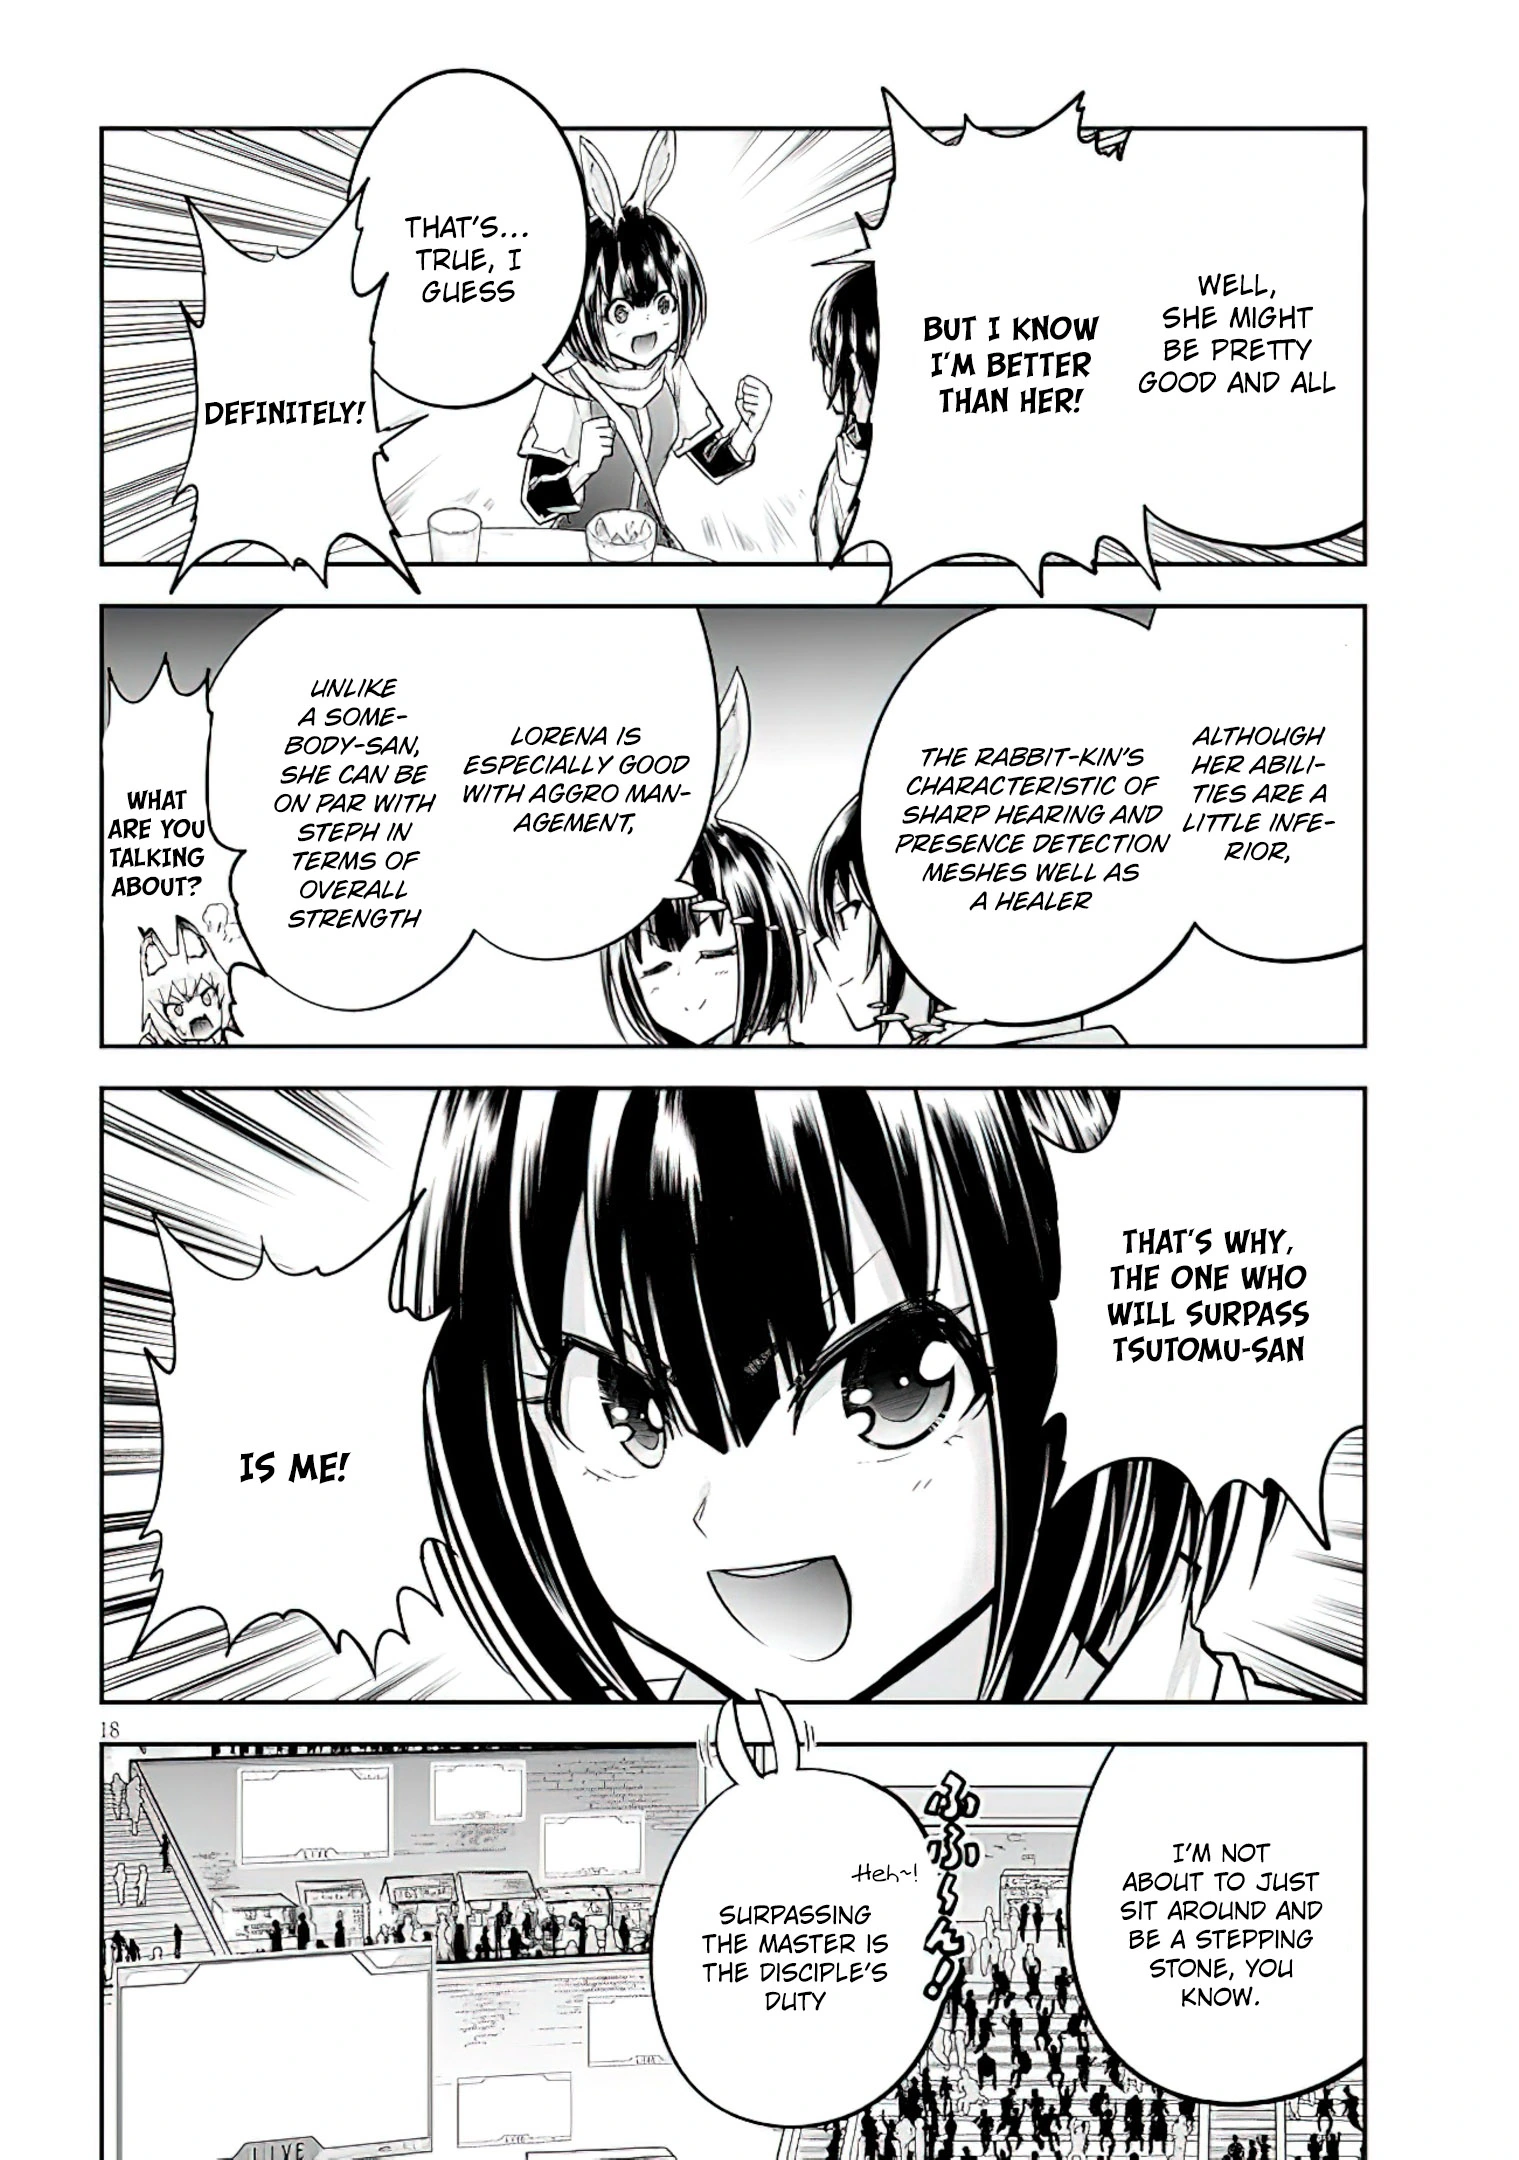 WELL,
SHE MIGHT
BE PRETTY
GOOD AND ALL
BUT I KNOW
I'M BETTER
THAN HER!
THAT'S...
TRUE, I
GUESS
DEFINITELY!
ALTHOUGH
HER ABILI-
TIES ARE A
LITTLE INFE-
RIOR,
THE RABBIT-KIN'S
CHARACTERISTIC OF
SHARP HEARING AND
PRESENCE DETECTION
MESHES WELL AS
A HEALER
LORENA IS
ESPECIALLY GOOD
WITH AGGRO MAN-
AGEMENT,
UNLIKE
A SOME-
BODY-SAN,
SHE CAN BE
ON PAR WITH
STEPH IN
TERMS OF
OVERALL
STRENGTH
WHAT
ARE YOU
TALKING
ABOUT?
THAT'S WHY,
THE ONE WHO
WILL SURPASS
TSUTOMU-SAN
IS ME!
18
I'M NOT
ABOUT TO JUST
SIT AROUND AND
BE A STEPPING
STONE, YOU
KNOW.
ふふ〜ん!
Heh~!
SURPASSING
THE MASTER IS
THE DISCIPLE'S
DUTY
LIVE
LIVE